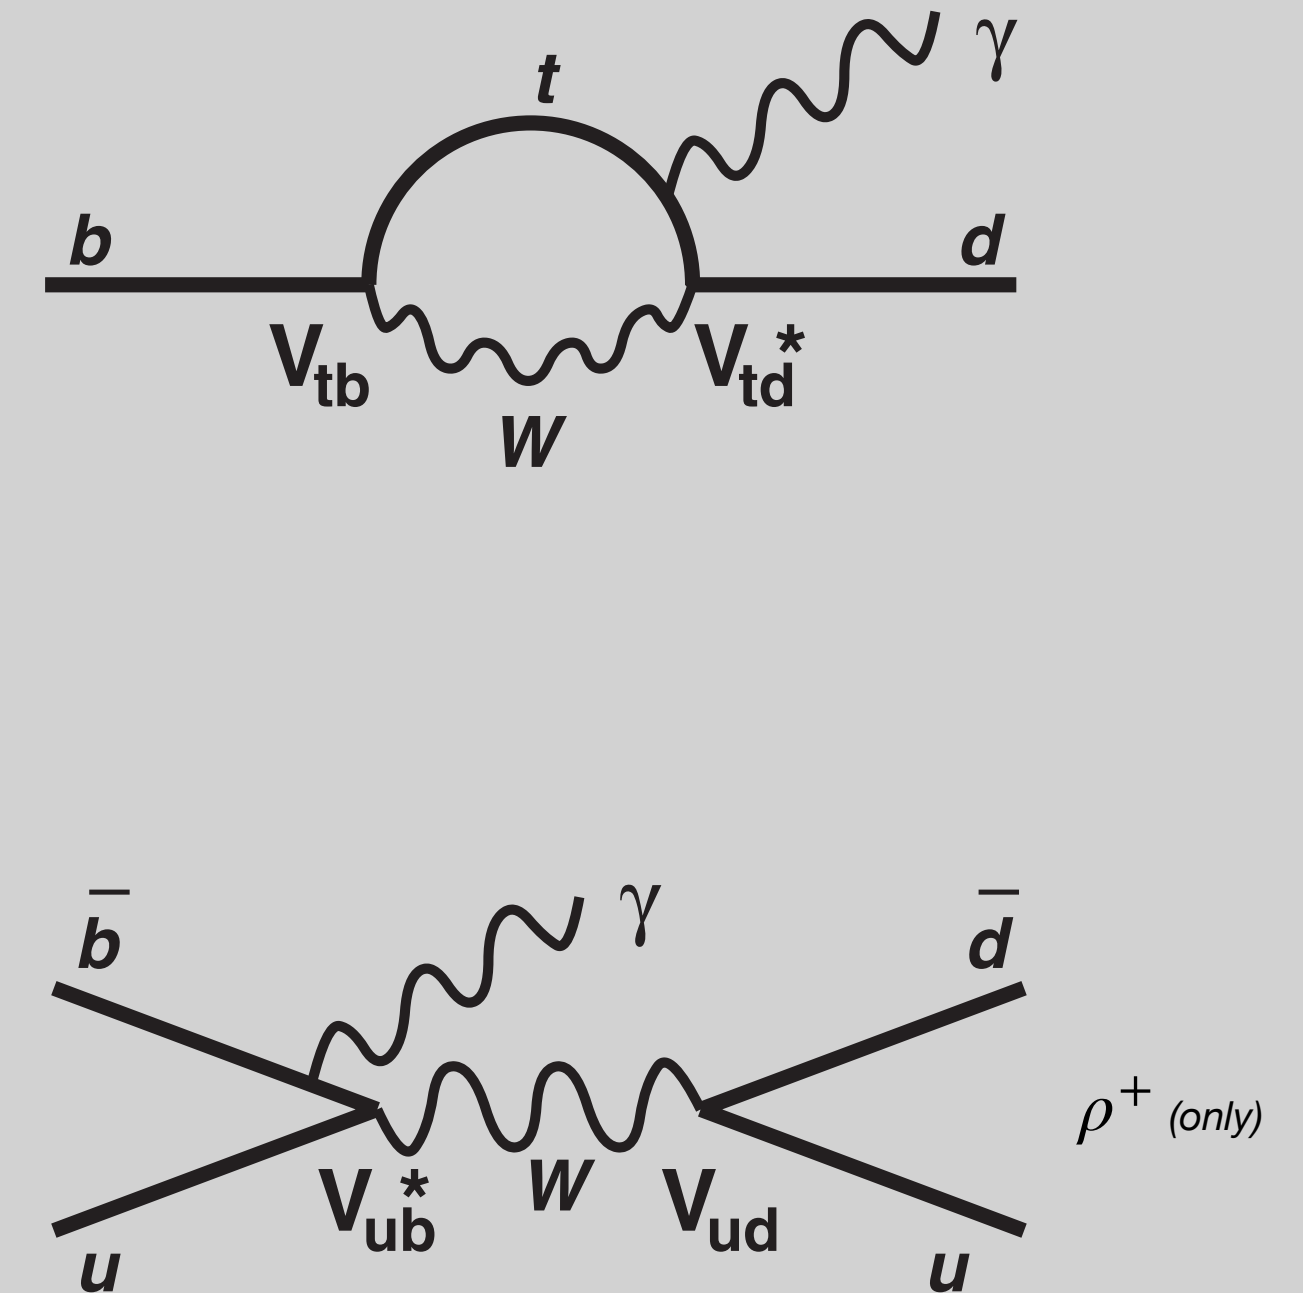 t γ
b d
V_tb V_td*
W
γ
b̅ d̅
ρ⁺ (only)
V_ub* W V_ud
u u